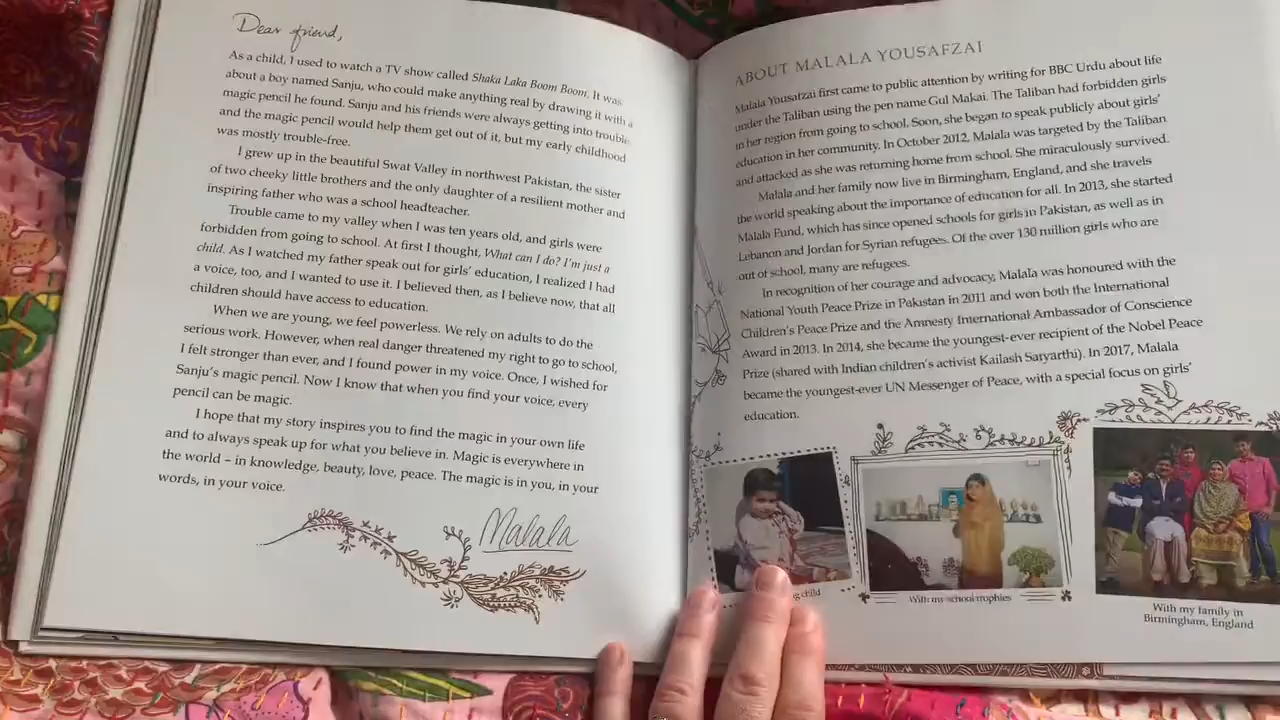 Dear friend,
As a child, I used to watch a TV show called Shaka Laka Boom Boom. It was
about a boy named Sanju, who could make anything real by drawing it with a
magic pencil he found. Sanju and his friends were always getting into trouble
and the magic pencil would help them get out of it, but my early childhood
was mostly trouble-free.
I grew up in the beautiful Swat Valley in northwest Pakistan, the sister
of two cheeky little brothers and the only daughter of a resilient mother and
inspiring father who was a school headteacher.
Trouble came to my valley when I was ten years old, and girls were
forbidden from going to school. At first I thought, What can I do? I'm just a
child. As I watched my father speak out for girls' education, I realized I had
a voice, too, and I wanted to use it. I believed then, as I believe now, that all
children should have access to education.
When we are young, we feel powerless. We rely on adults to do the
serious work. However, when real danger threatened my right to go to school,
I felt stronger than ever, and I found power in my voice. Once, I wished for
Sanju's magic pencil. Now I know that when you find your voice, every
pencil can be magic.
I hope that my story inspires you to find the magic in your own life
and to always speak up for what you believe in. Magic is everywhere in
the world – in knowledge, beauty, love, peace. The magic is in you, in your
words, in your voice.
Malala
ABOUT MALALA YOUSAFZAI
Malala Yousafzai first came to public attention by writing for BBC Urdu about life
under the Taliban using the pen name Gul Makai. The Taliban had forbidden girls
in her region from going to school. Soon, she began to speak publicly about girls'
education in her community. In October 2012, Malala was targeted by the Taliban
and attacked as she was returning home from school. She miraculously survived.
Malala and her family now live in Birmingham, England, and she travels
the world speaking about the importance of education for all. In 2013, she started
Malala Fund, which has since opened schools for girls in Pakistan, as well as in
Lebanon and Jordan for Syrian refugees. Of the over 130 million girls who are
out of school, many are refugees.
In recognition of her courage and advocacy, Malala was honoured with the
National Youth Peace Prize in Pakistan in 2011 and won both the International
Children's Peace Prize and the Amnesty International Ambassador of Conscience
Award in 2013. In 2014, she became the youngest-ever recipient of the Nobel Peace
Prize (shared with Indian children's activist Kailash Satyarthi). In 2017, Malala
became the youngest-ever UN Messenger of Peace, with a special focus on girls'
education.
child
With my school trophies
With my family in
Birmingham, England